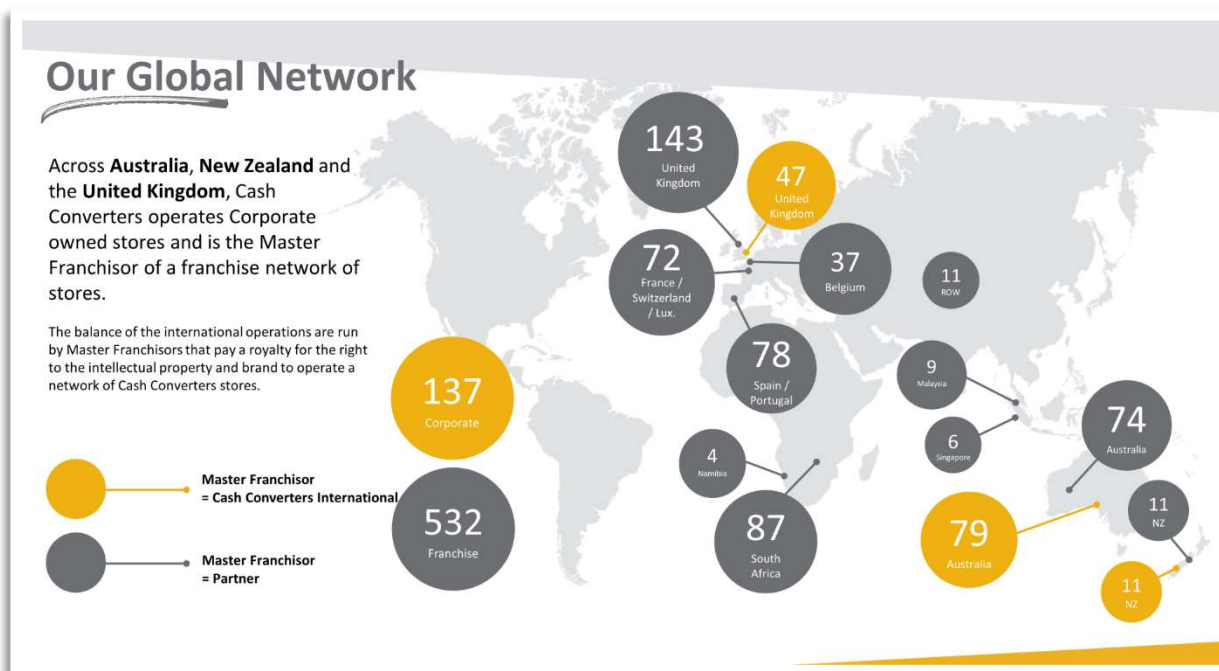 Our Global Network
Across Australia, New Zealand and
the United Kingdom, Cash
Converters operates Corporate
owned stores and is the Master
Franchisor of a franchise network of
stores.
The balance of the international operations are run
by Master Franchisors that pay a royalty for the right
to the intellectual property and brand to operate a
network of Cash Converters stores.
137
Corporate
532
Franchise
Master Franchisor
= Cash Converters International
Master Franchisor
= Partner
143
United
Kingdom
47
United
Kingdom
72
France /
Switzerland
/ Lux.
37
Belgium
11
ROW
78
Spain /
Portugal
9
Malaysia
6
Singapore
74
Australia
4
Namibia
87
South
Africa
79
Australia
11
NZ
11
NZ